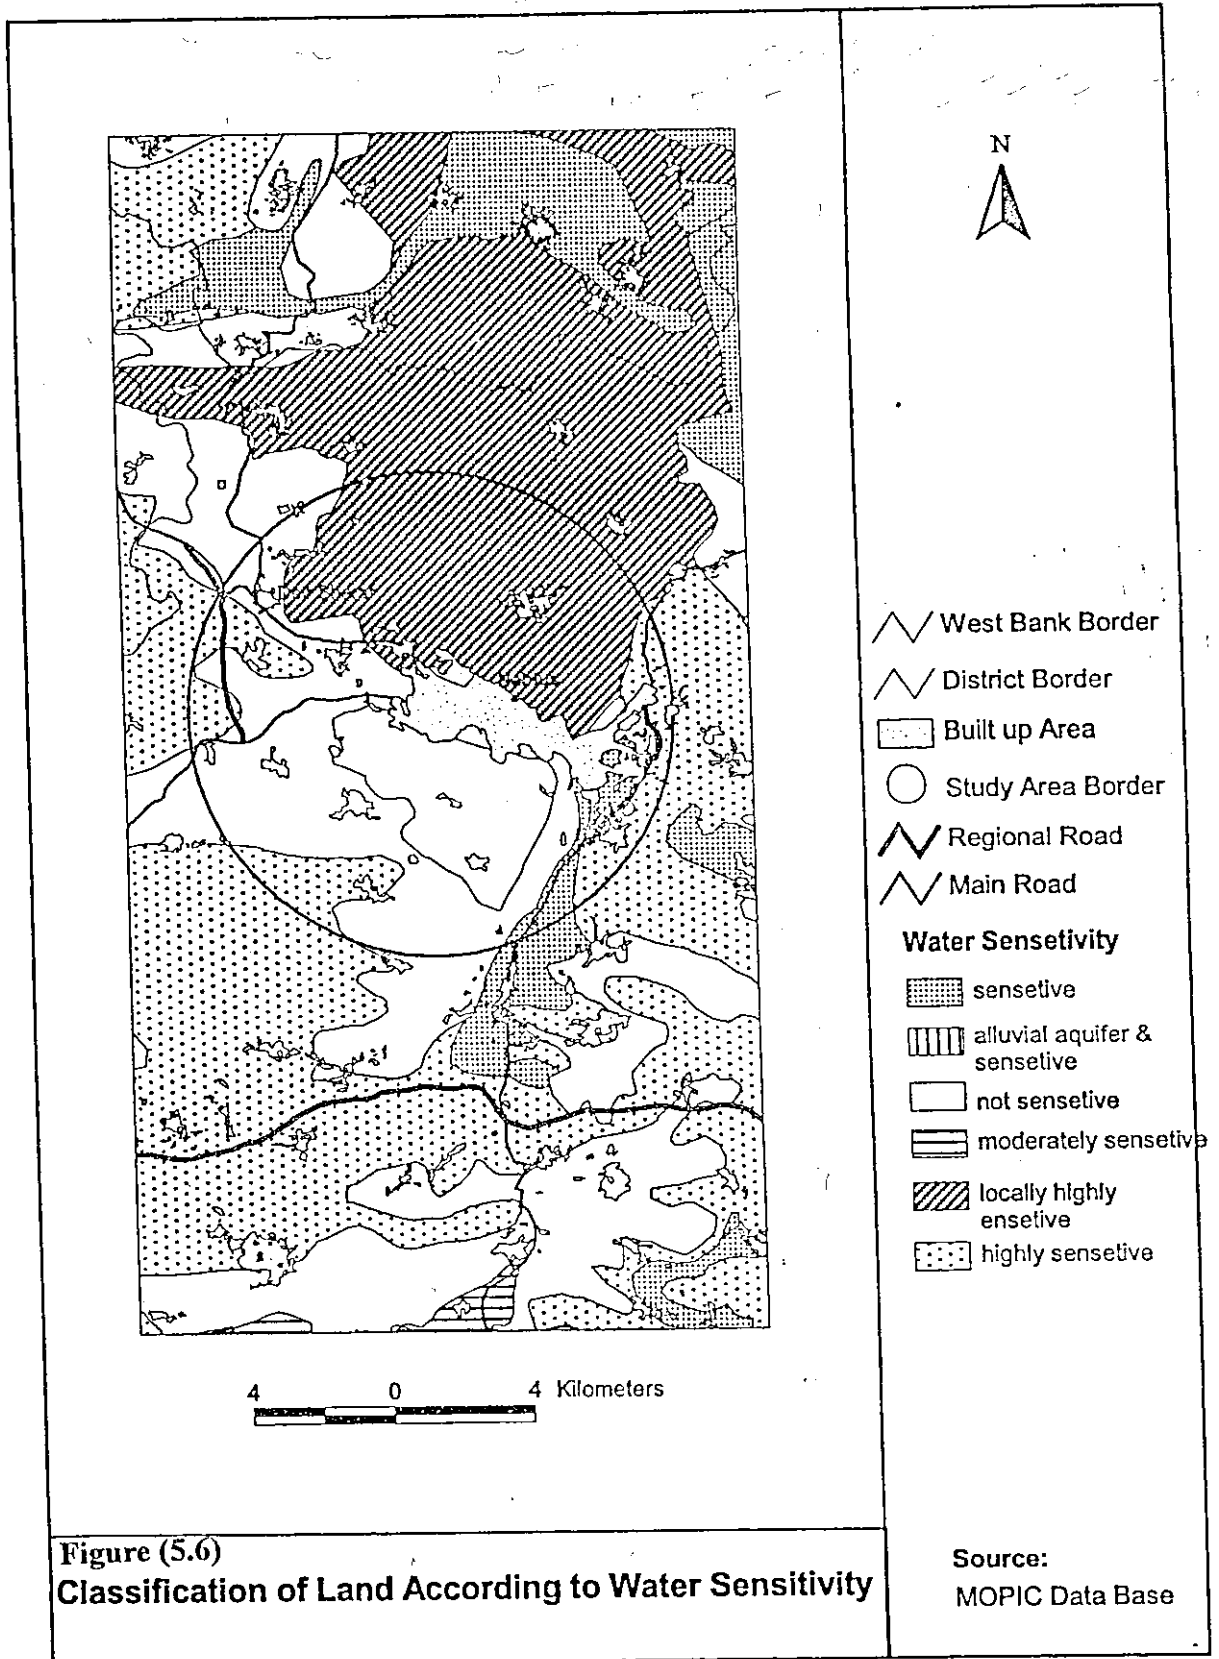 N
West Bank Border
District Border
Built up Area
Study Area Border
Regional Road
Main Road
Water Sensetivity
sensetive
alluvial aquifer &
sensetive
not sensetive
moderately sensetive
locally highly
ensetive
highly sensetive
4 0 4 Kilometers
Figure (5.6)
Classification of Land According to Water Sensitivity
Source:
MOPIC Data Base